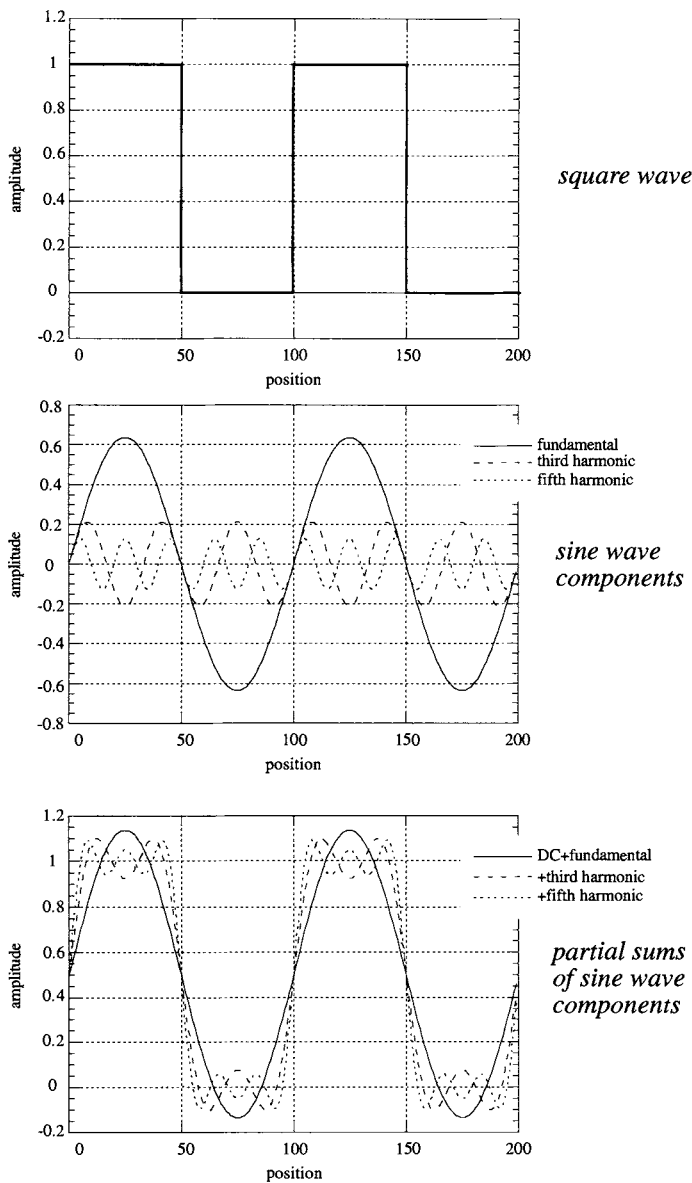 1.2
1
0.8
0.6
0.4
0.2
0
-0.2
amplitude
0 50 100 150 200
position
square wave
0.8
0.6
0.4
0.2
0
-0.2
-0.4
-0.6
-0.8
amplitude
0 50 100 150 200
position
fundamental
third harmonic
fifth harmonic
sine wave
components
1.2
1
0.8
0.6
0.4
0.2
0
-0.2
amplitude
0 50 100 150 200
position
DC+fundamental
+third harmonic
+fifth harmonic
partial sums
of sine wave
components